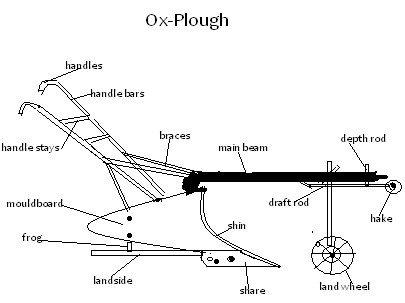 Ox-Plough
handles
handle bars
braces
main beam
depth rod
handle stays
draft rod
hake
mouldboard
shin
frog
landside
share
land wheel